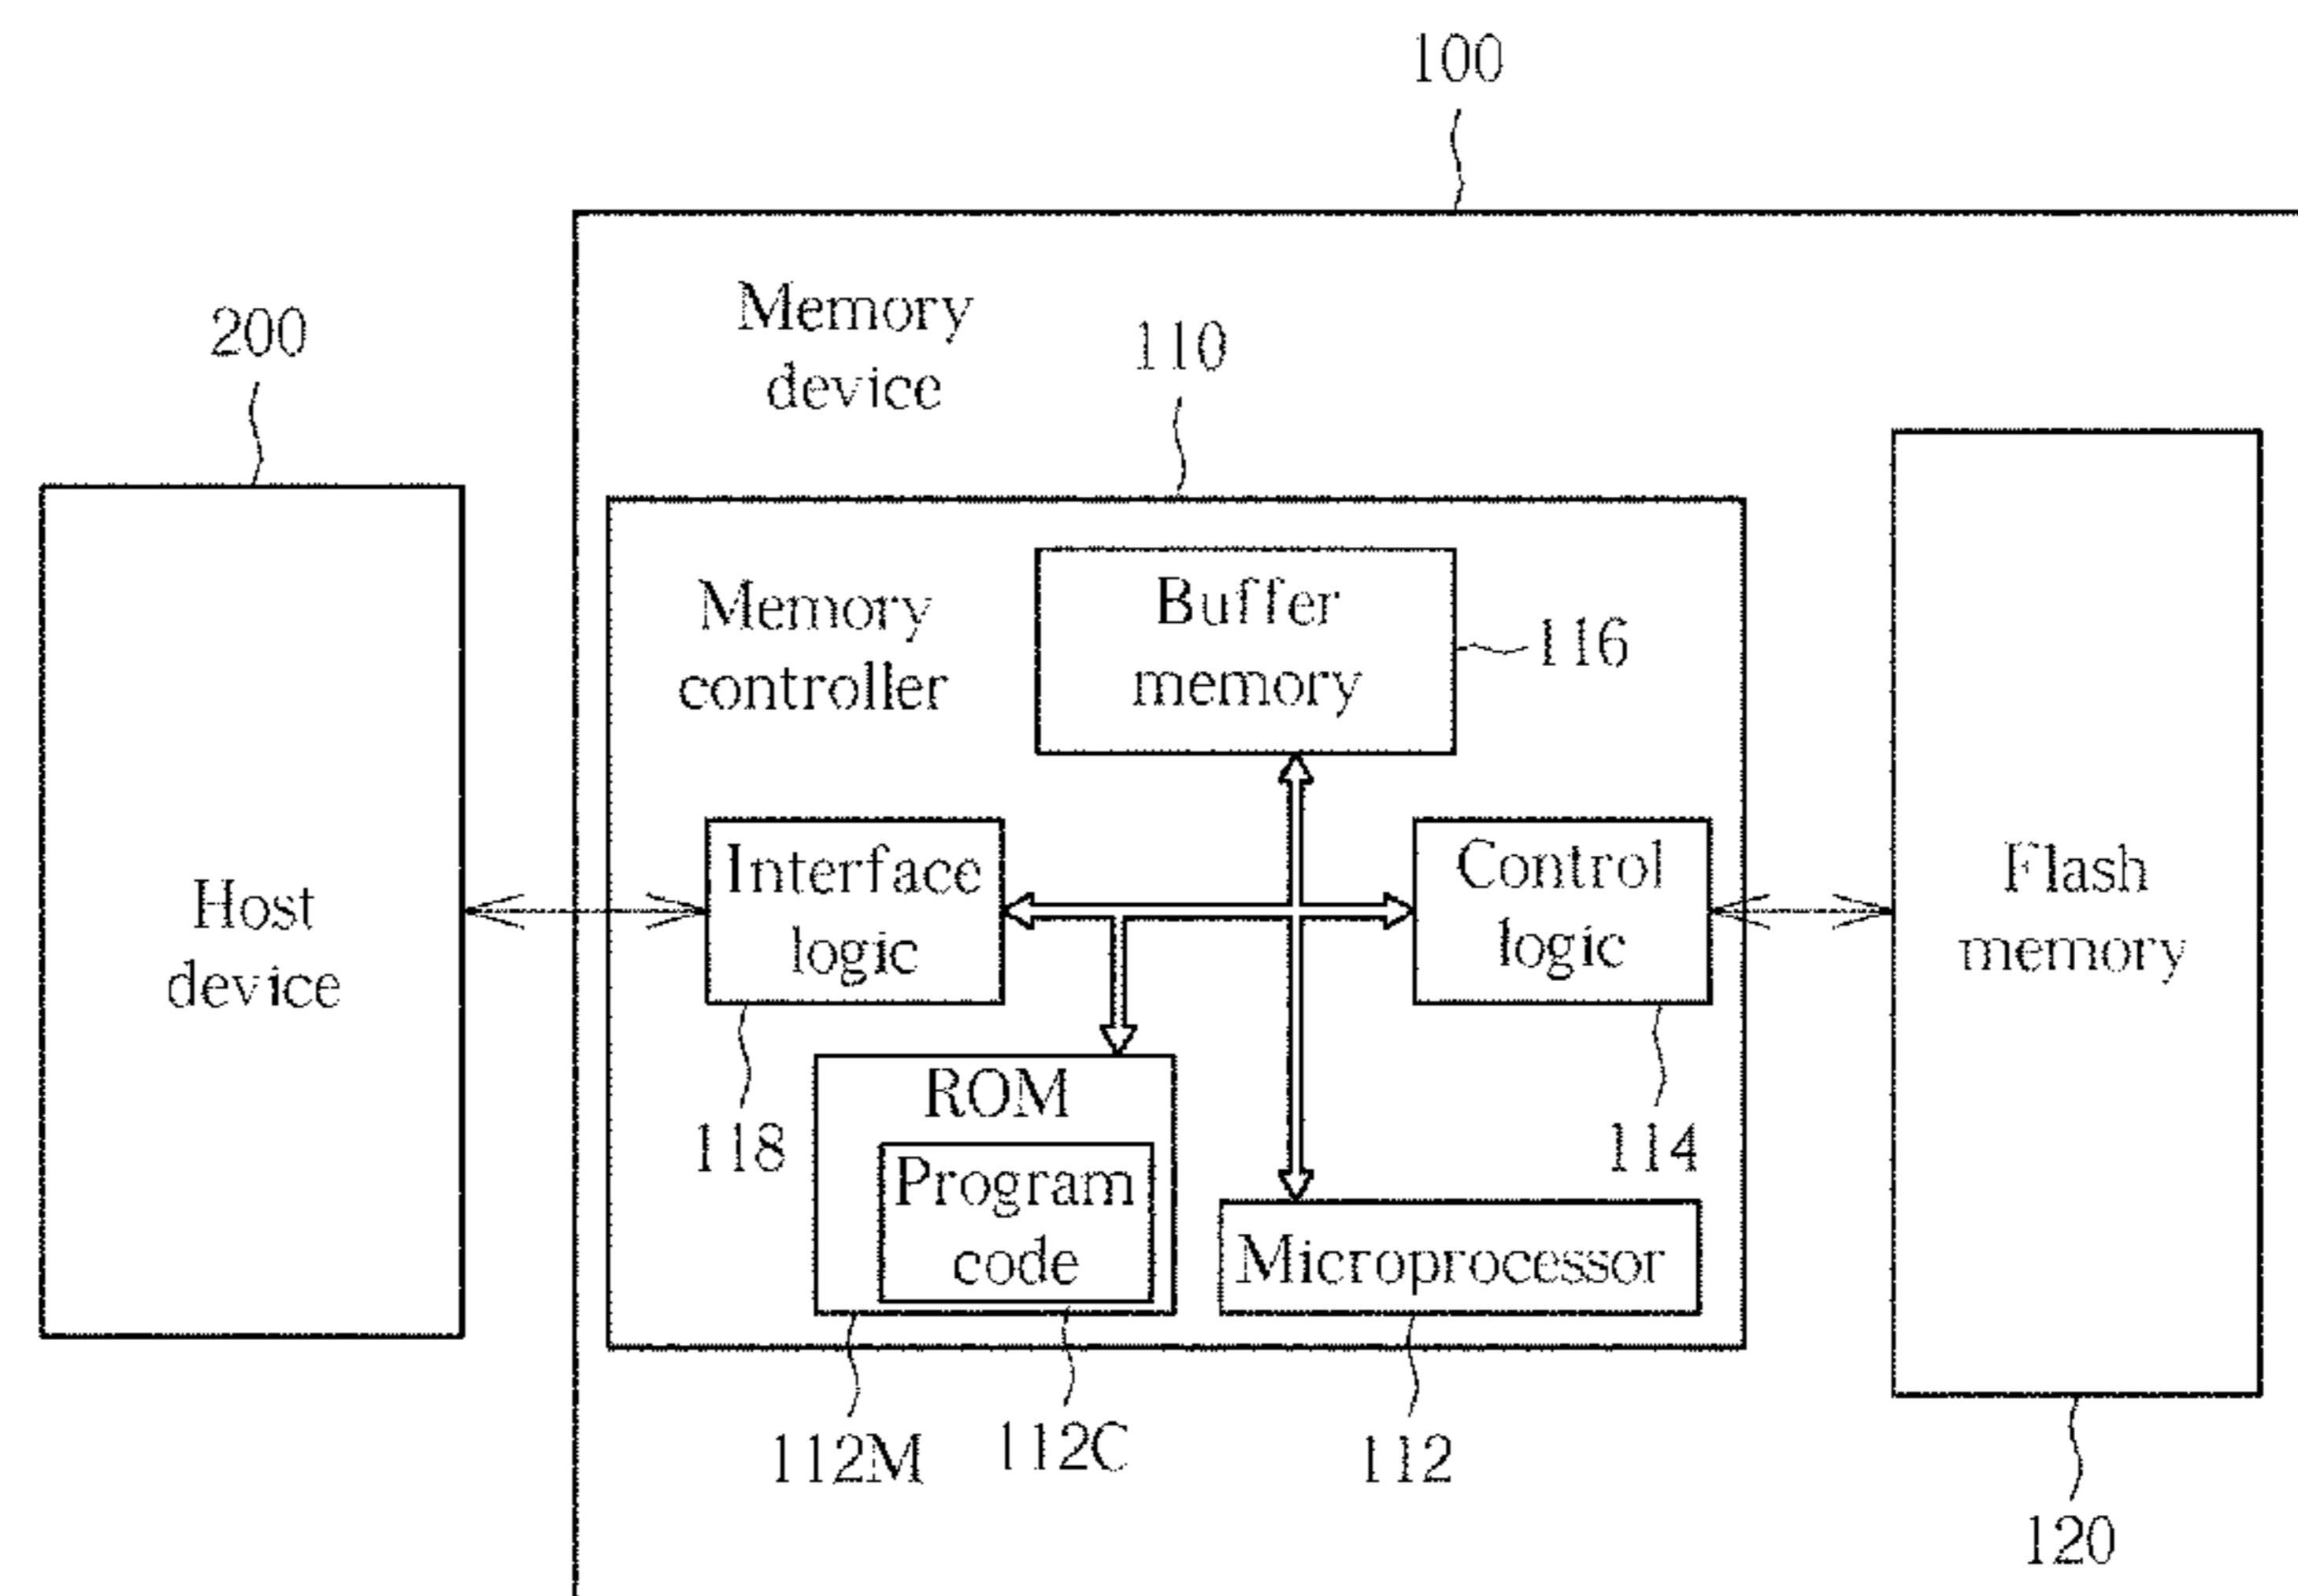 100
Memory
device
200
110
Memory
controller
Buffer
memory
116
Host
device
Interface
logic
Control
logic
Flash
memory
118
ROM
Program
code
114
Microprocessor
112M
112C
112
120